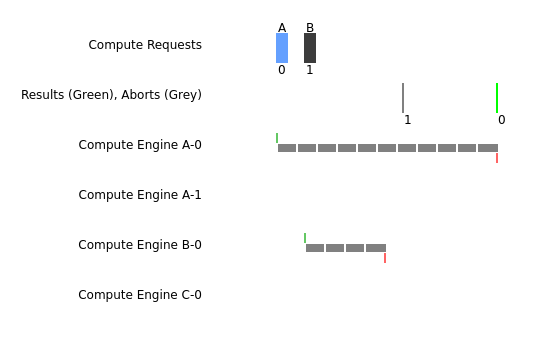 A B
Compute Requests
0 1
Results (Green), Aborts (Grey)
1 0
Compute Engine A-0
Compute Engine A-1
Compute Engine B-0
Compute Engine C-0